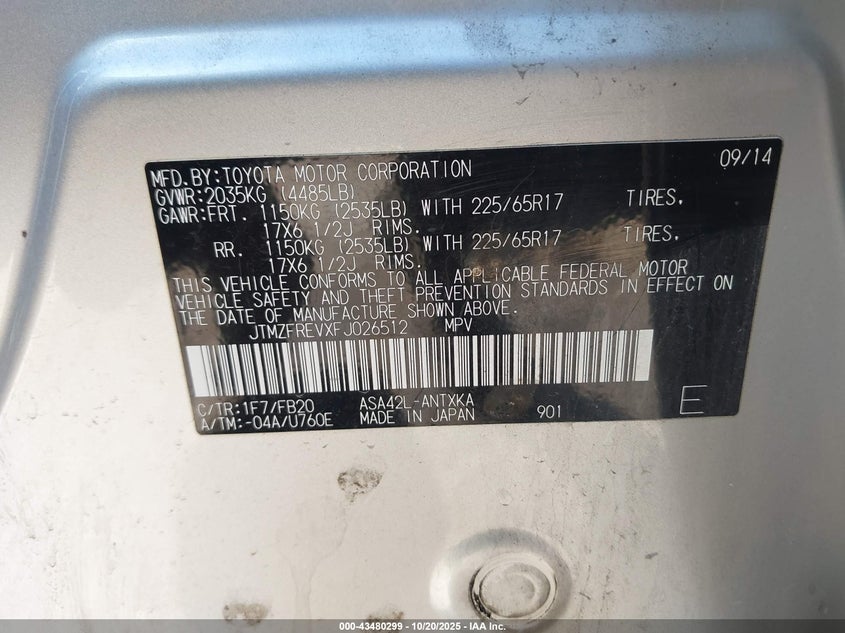 MFD.BY:TOYOTA MOTOR CORPORATION 09/14
GVWR:2035KG (4485LB)
GAWR:FRT. 1150KG (2535LB) WITH 225/65R17 TIRES,
17X6 1/2J RIMS.
RR. 1150KG (2535LB) WITH 225/65R17 TIRES,
17X6 1/2J RIMS.
THIS VEHICLE CONFORMS TO ALL APPLICABLE FEDERAL MOTOR
VEHICLE SAFETY AND THEFT PREVENTION STANDARDS IN EFFECT ON
THE DATE OF MANUFACTURE SHOWN ABOVE.
JTMZFREVXFJ026512 MPV
C/TR:1F7/FB20 ASA42L-ANTXKA
A/TM:-04A/U760E MADE IN JAPAN 901 E
000-43480299 - 10/20/2025 - IAA Inc.